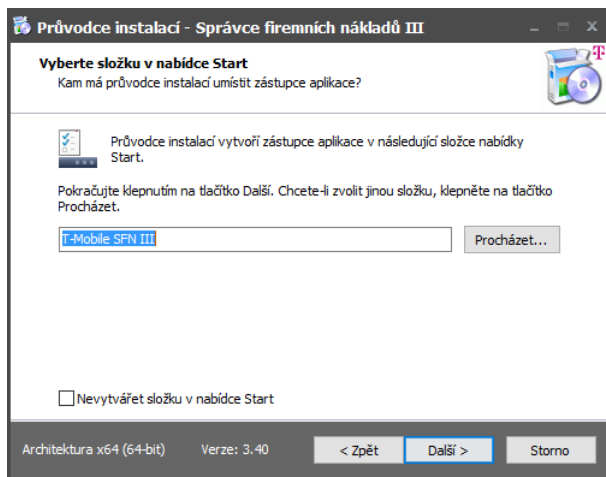 Průvodce instalací - Správce firemních nákladů III
Vyberte složku v nabídce Start
Kam má průvodce instalací umístit zástupce aplikace?
T
Průvodce instalací vytvoří zástupce aplikace v následující složce nabídky
Start.
Pokračujte klepnutím na tlačítko Další. Chcete-li zvolit jinou složku, klepněte na tlačítko
Procházet.
T-Mobile SFN III
Procházet...
Nevytvářet složku v nabídce Start
Architektura x64 (64-bit) Verze: 3.40 < Zpět Další > Storno